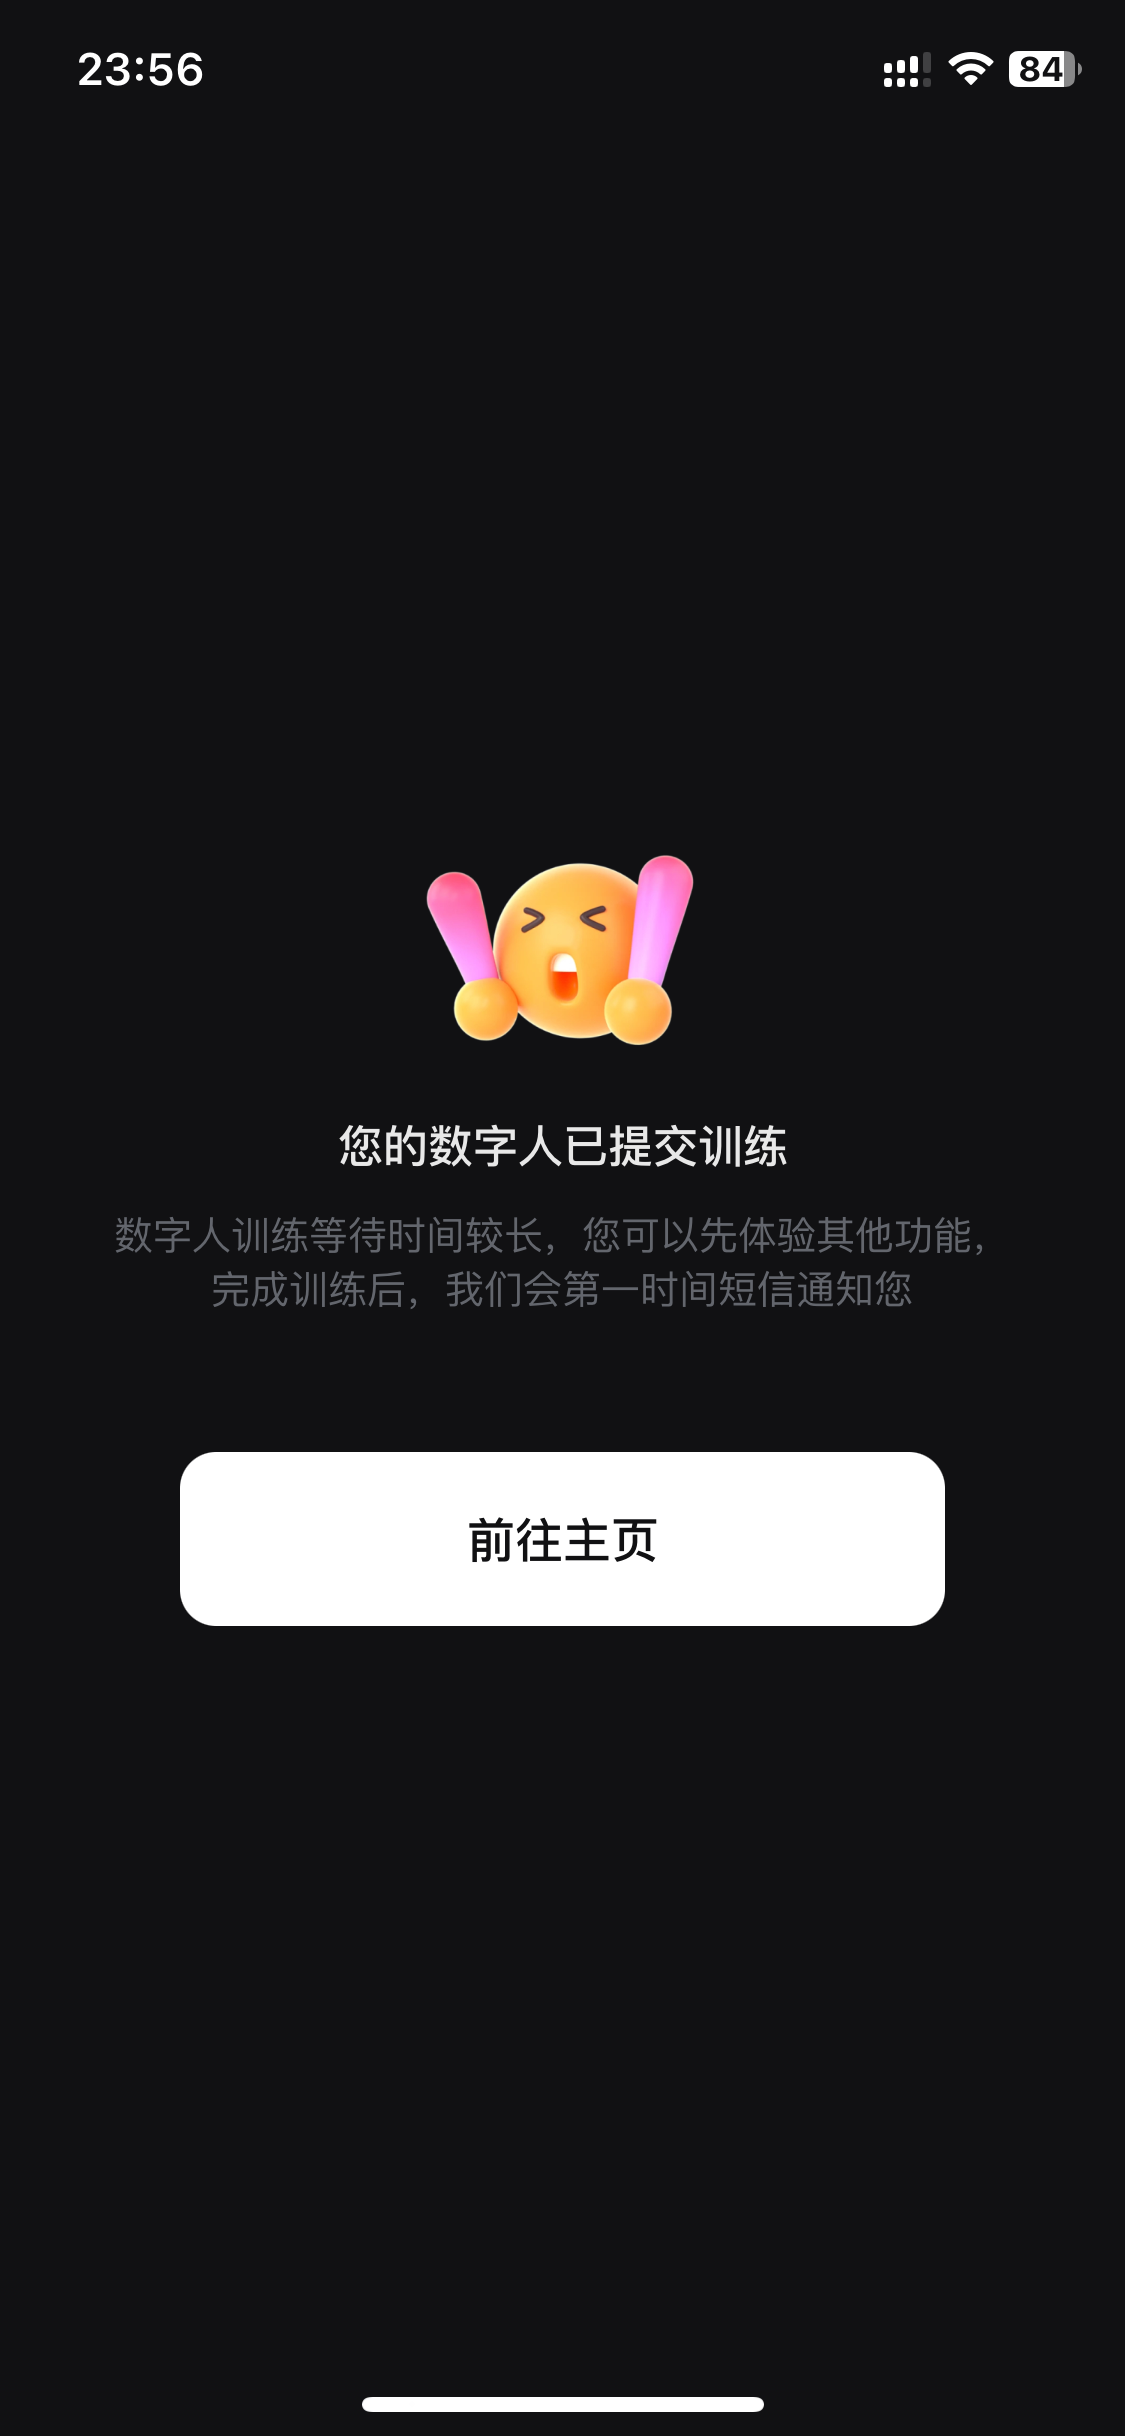 23:56
84
您的数字人已提交训练
数字人训练等待时间较长，您可以先体验其他功能，
完成训练后，我们会第一时间短信通知您
前往主页